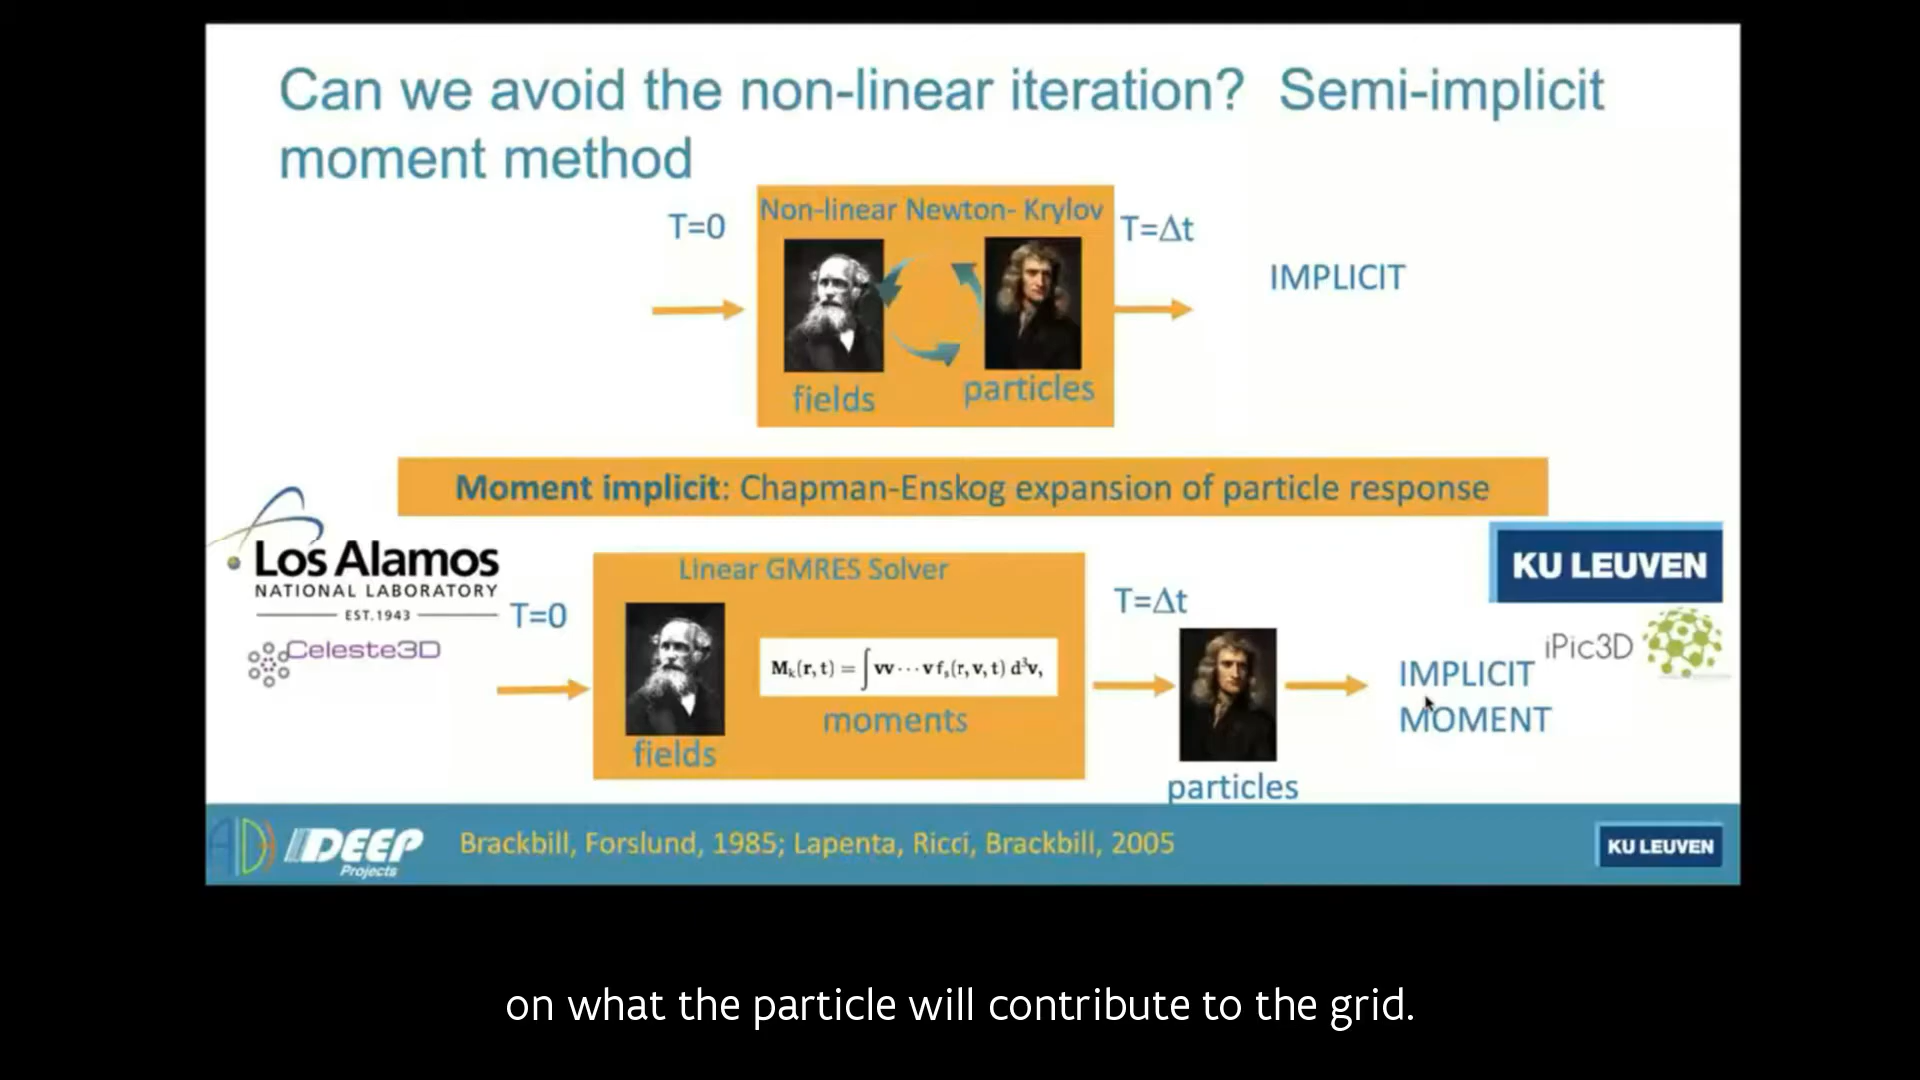 Can we avoid the non-linear iteration? Semi-implicit
moment method
Non-linear Newton- Krylov
T=0
T=Δt
IMPLICIT
fields
particles
Moment implicit: Chapman-Enskog expansion of particle response
Los Alamos
NATIONAL LABORATORY
EST.1943
Celeste3D
KU LEUVEN
iPic3D
Linear GMRES Solver
T=0
T=Δt
M_k(r, t) = ∫ vv···v f_s(r, v, t) d³v,
moments
fields
particles
IMPLICIT
MOMENT
DEEP
Projects
Brackbill, Forslund, 1985; Lapenta, Ricci, Brackbill, 2005
KU LEUVEN
on what the particle will contribute to the grid.